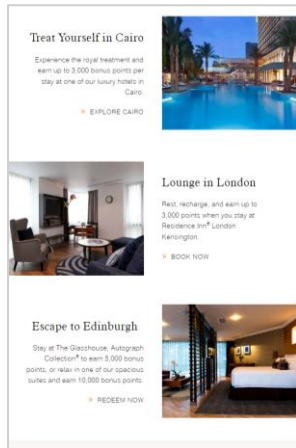 Treat Yourself in Cairo
Experience the royal treatment and
earn up to 3,000 bonus points per
stay at one of our luxury hotels in
Cairo.
» EXPLORE CAIRO
Lounge in London
Rest, recharge, and earn up to
3,000 points when you stay at
Residence Inn® London
Kensington.
» BOOK NOW
Escape to Edinburgh
Stay at The Glasshouse, Autograph
Collection® to earn 5,000 bonus
points, or relax in one of our spacious
suites and earn 10,000 bonus points.
» REDEEM NOW